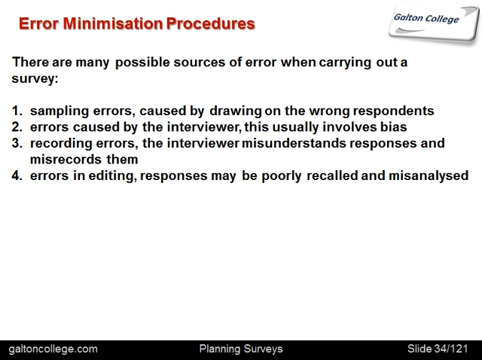 Error Minimisation Procedures
Galton College
There are many possible sources of error when carrying out a
survey:
1. sampling errors, caused by drawing on the wrong respondents
2. errors caused by the interviewer, this usually involves bias
3. recording errors, the interviewer misunderstands responses and
misrecords them
4. errors in editing, responses may be poorly recalled and misanalysed
galtoncollege.com Planning Surveys Slide 34/121